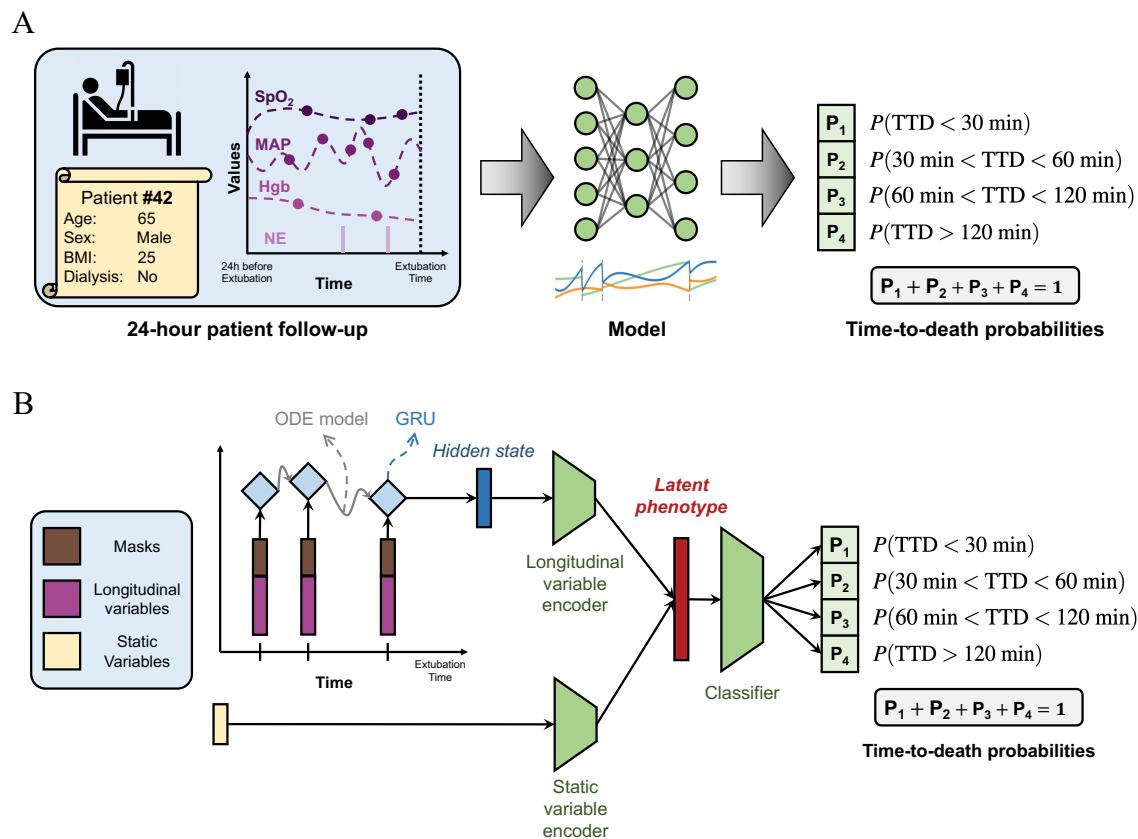 A
SpO₂
MAP
Hgb
NE
Values
24h before
Extubation
Time
Extubation
Time
Patient #42
Age: 65
Sex: Male
BMI: 25
Dialysis: No
24-hour patient follow-up
Model
P₁ P(TTD < 30 min)
P₂ P(30 min < TTD < 60 min)
P₃ P(60 min < TTD < 120 min)
P₄ P(TTD > 120 min)
P₁ + P₂ + P₃ + P₄ = 1
Time-to-death probabilities
B
ODE model
GRU
Hidden state
Masks
Longitudinal
variables
Static
Variables
Time
Extubation
Time
Longitudinal
variable
encoder
Latent
phenotype
Classifier
Static
variable
encoder
P₁ P(TTD < 30 min)
P₂ P(30 min < TTD < 60 min)
P₃ P(60 min < TTD < 120 min)
P₄ P(TTD > 120 min)
P₁ + P₂ + P₃ + P₄ = 1
Time-to-death probabilities